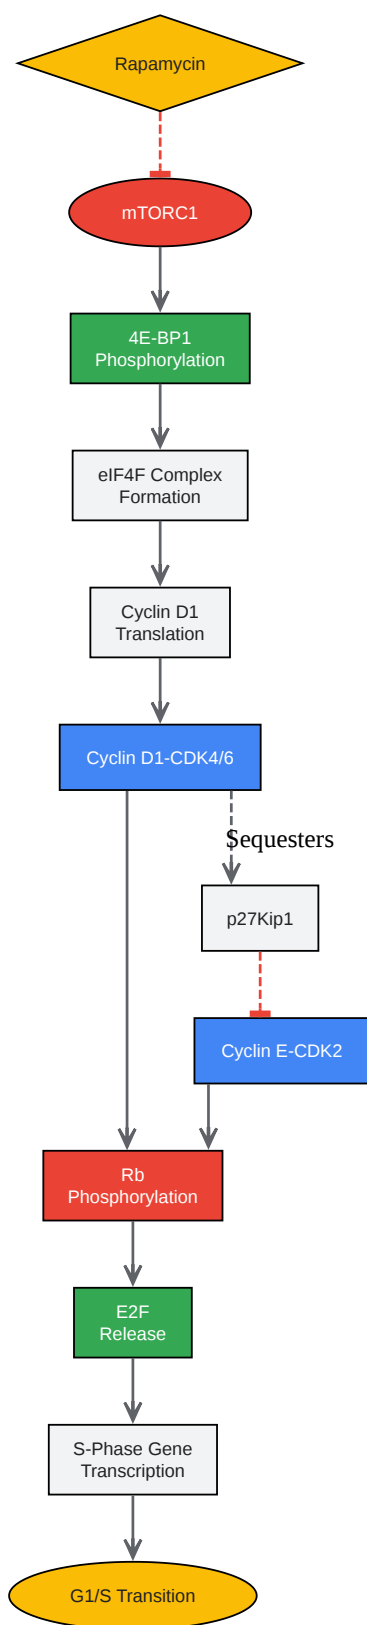 Rapamycin
mTORC1
4E-BP1
Phosphorylation
eIF4F Complex
Formation
Cyclin D1
Translation
Cyclin D1-CDK4/6
Sequesters
p27Kip1
Cyclin E-CDK2
Rb
Phosphorylation
E2F
Release
S-Phase Gene
Transcription
G1/S Transition